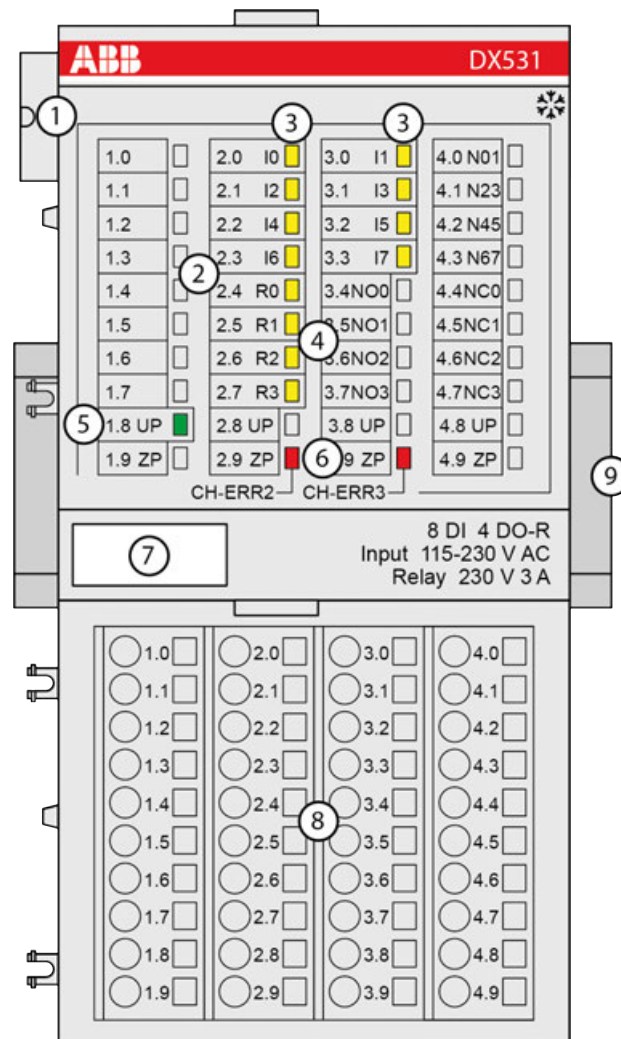 ABB DX531
1 3 3
1.0 2.0 I0 3.0 I1 4.0 N01
1.1 2.1 I2 3.1 I3 4.1 N23
1.2 2.2 I4 3.2 I5 4.2 N45
1.3 2 2.3 I6 3.3 I7 4.3 N67
1.4 2.4 R0 3.4NO0 4.4NC0
1.5 2.5 R1 4 .5NO1 4.5NC1
1.6 2.6 R2 .6NO2 4.6NC2
1.7 2.7 R3 3.7NO3 4.7NC3
5 1.8 UP 2.8 UP 3.8 UP 4.8 UP
1.9 ZP 2.9 ZP 6 9 ZP 4.9 ZP 9
CH-ERR2 CH-ERR3
7
8 DI 4 DO-R
Input 115-230 V AC
Relay 230 V 3 A
1.0 2.0 3.0 4.0
1.1 2.1 3.1 4.1
1.2 2.2 3.2 4.2
1.3 2.3 3.3 4.3
1.4 2.4 3.4 4.4
8
1.5 2.5 3.5 4.5
1.6 2.6 3.6 4.6
1.7 2.7 3.7 4.7
1.8 2.8 3.8 4.8
1.9 2.9 3.9 4.9